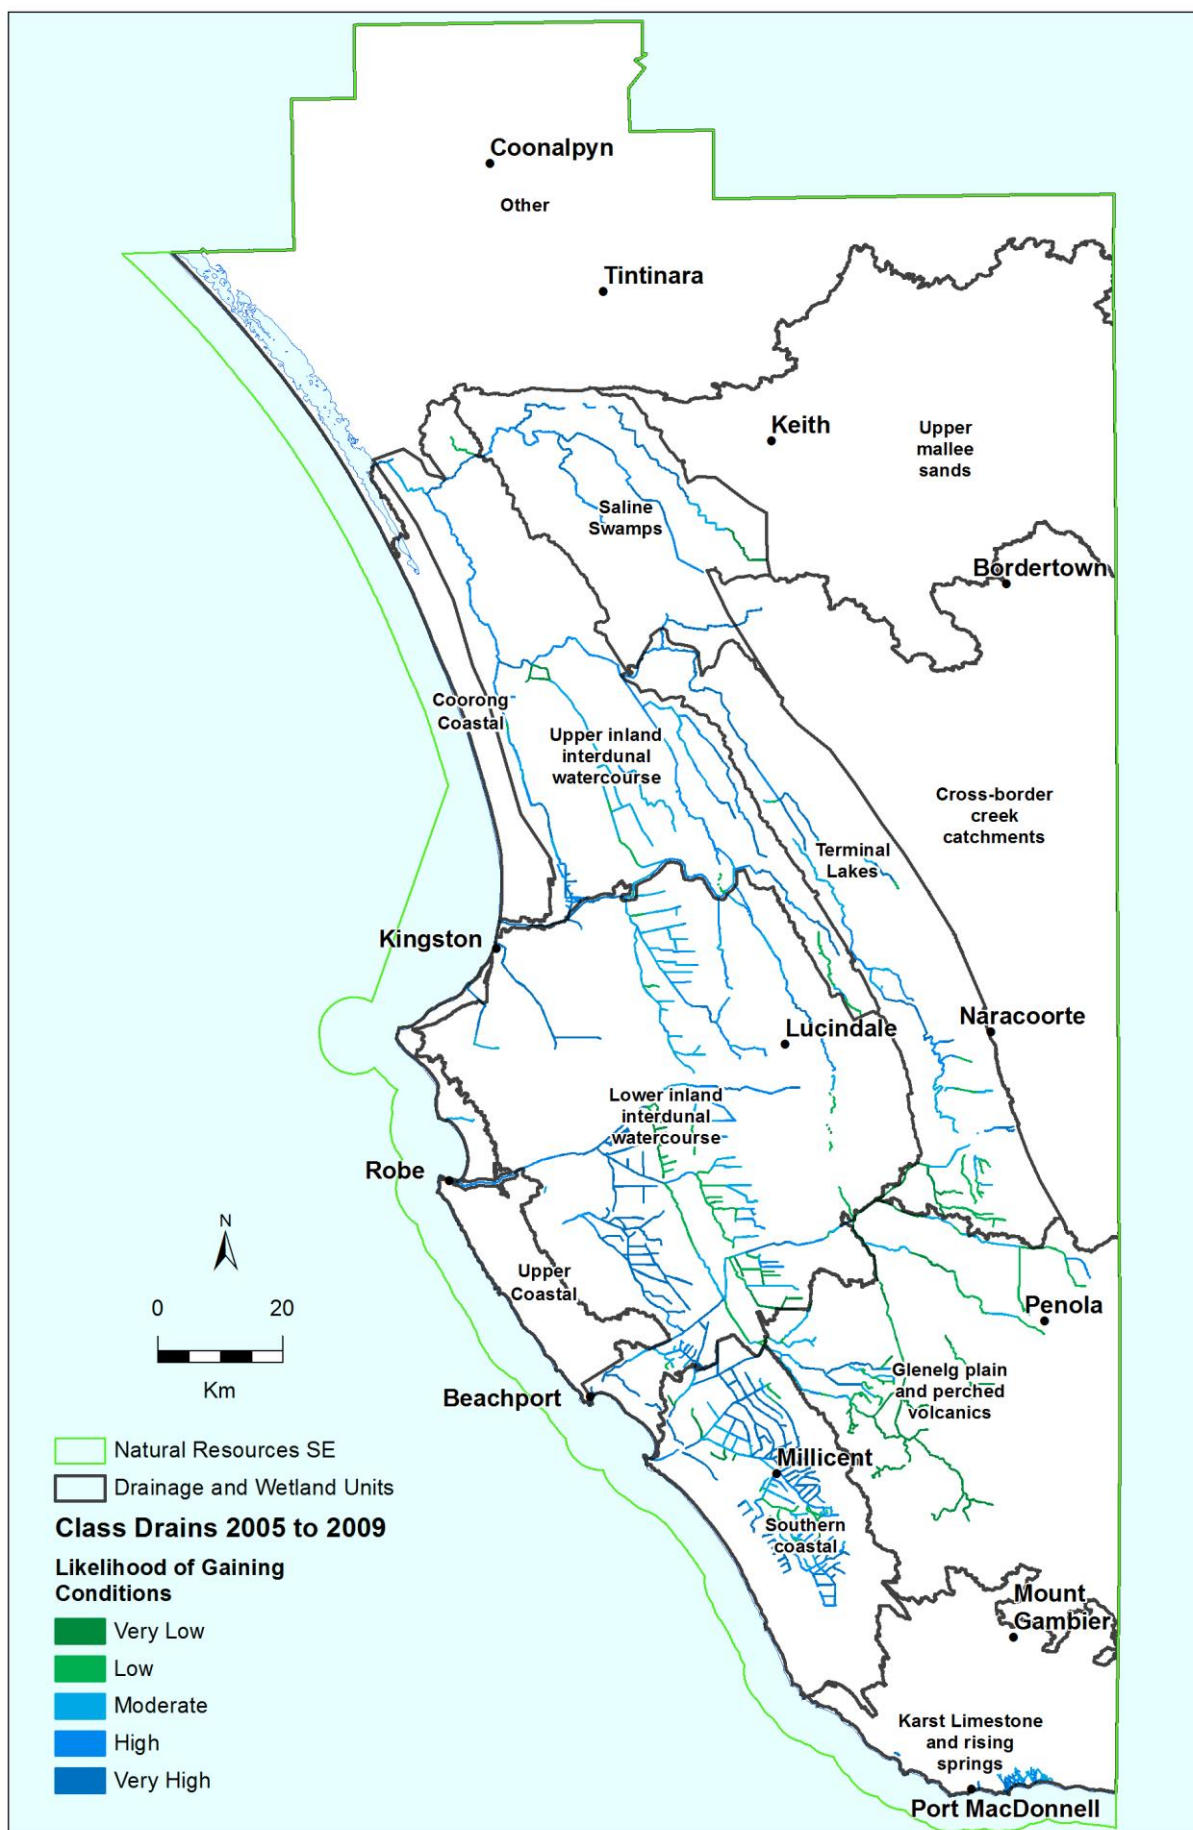 Coonalpyn
Other
Tintinara
Keith
Upper
mallee
sands
Saline
Swamps
Bordertown
Coorong
Coastal
Upper inland
interdunal
watercourse
Cross-border
creek
catchments
Terminal
Lakes
Kingston
Lucindale
Naracoorte
Lower inland
interdunal
watercourse
Robe
N
Upper
Coastal
0 20
Km
Penola
Glenelg plain
and perched
volcanics
Beachport
Millicent
Southern
coastal
Mount
Gambier
Karst Limestone
and rising
springs
Port MacDonnell
Natural Resources SE
Drainage and Wetland Units
Class Drains 2005 to 2009
Likelihood of Gaining
Conditions
Very Low
Low
Moderate
High
Very High